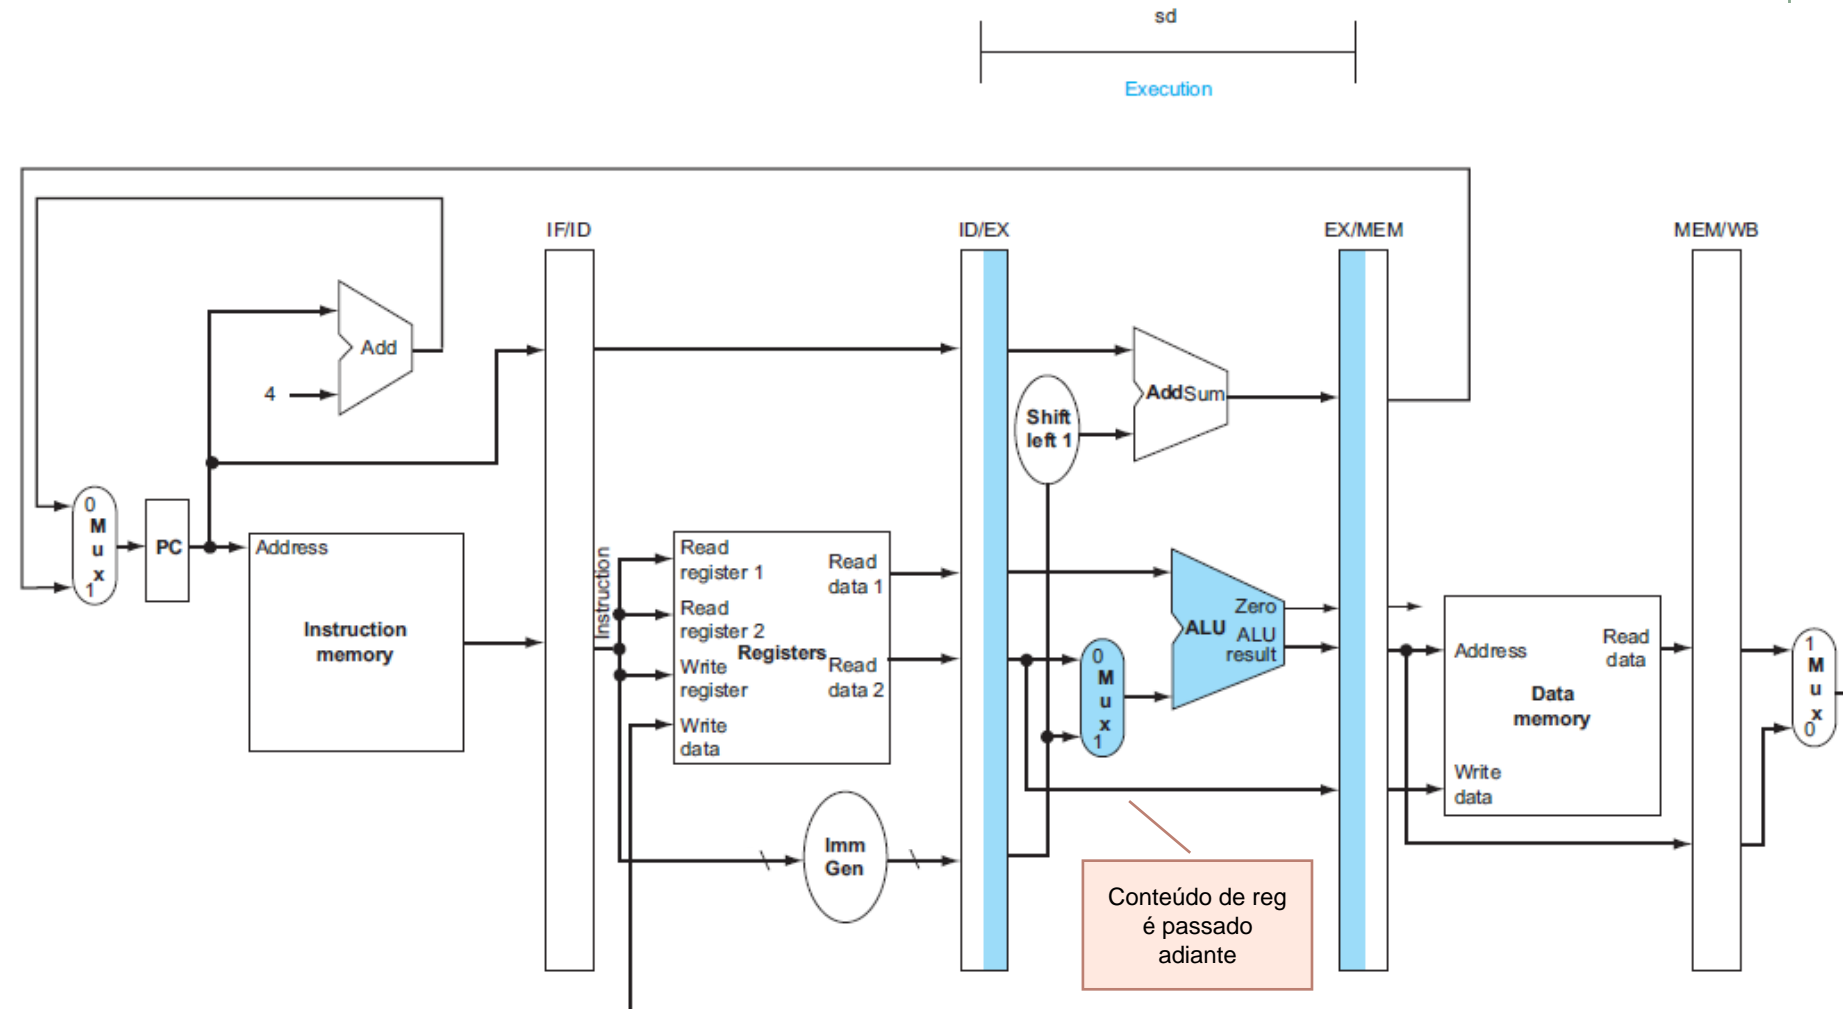 sd
Execution
IF/ID
ID/EX
EX/MEM
MEM/WB
Add
4
Shift
left 1
AddSum
0
M
u
x
1
PC
Address
Instruction
memory
Instruction
Read
register 1
Read
register 2
Write
register
Write
data
Registers
Read
data 1
Read
data 2
Imm
Gen
0
M
u
x
1
ALU
Zero
ALU
result
Address
Read
data
Data
memory
Write
data
1
M
u
x
0
Conteúdo de reg
é passado
adiante